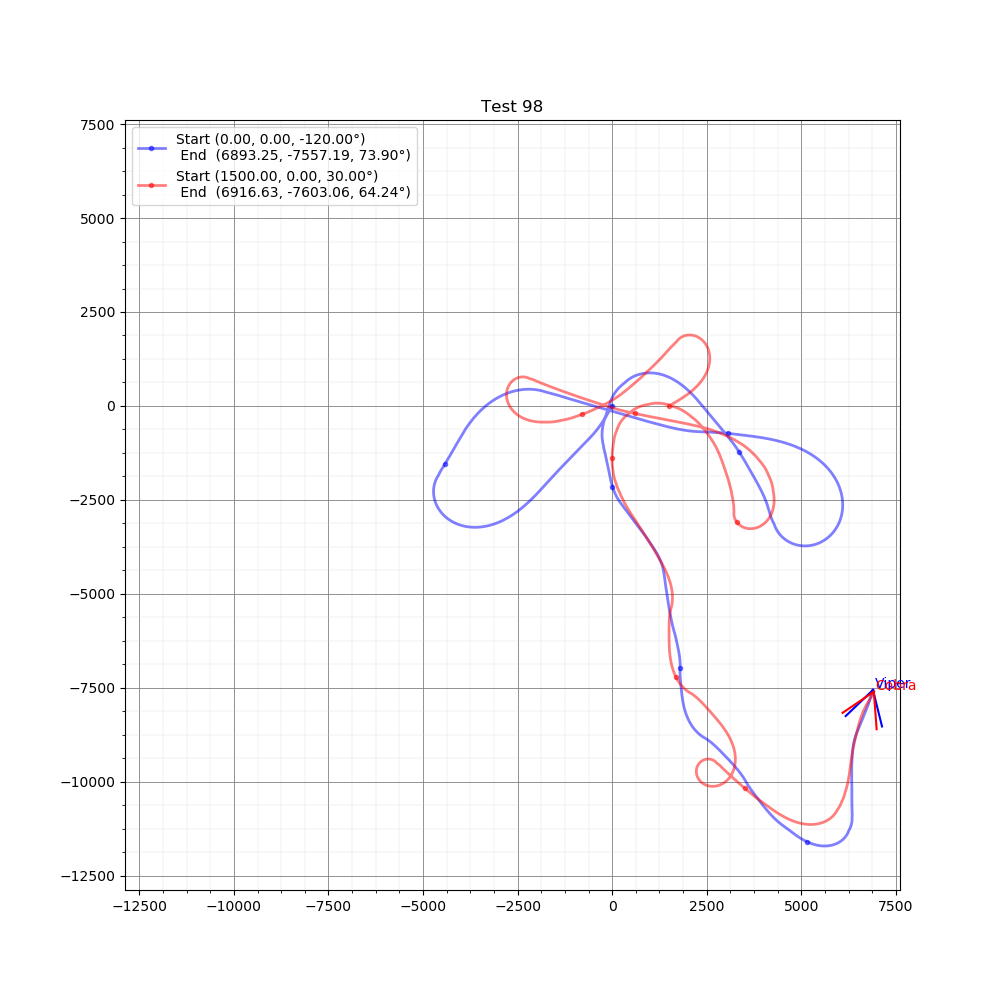 Test 98
Start (0.00, 0.00, -120.00°)
End (6893.25, -7557.19, 73.90°)
Start (1500.00, 0.00, 30.00°)
End (6916.63, -7603.06, 64.24°)
7500
5000
2500
0
−2500
−5000
−7500
−10000
−12500
Viper
Cobra
−12500 −10000 −7500 −5000 −2500 0 2500 5000 7500